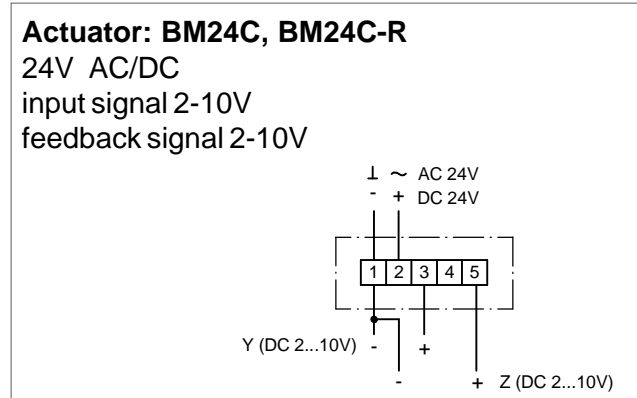 Actuator: BM24C, BM24C-R
24V AC/DC
input signal 2-10V
feedback signal 2-10V
⊥ ~ AC 24V
- + DC 24V
1 2 3 4 5
Y (DC 2...10V) - +
- + Z (DC 2...10V)